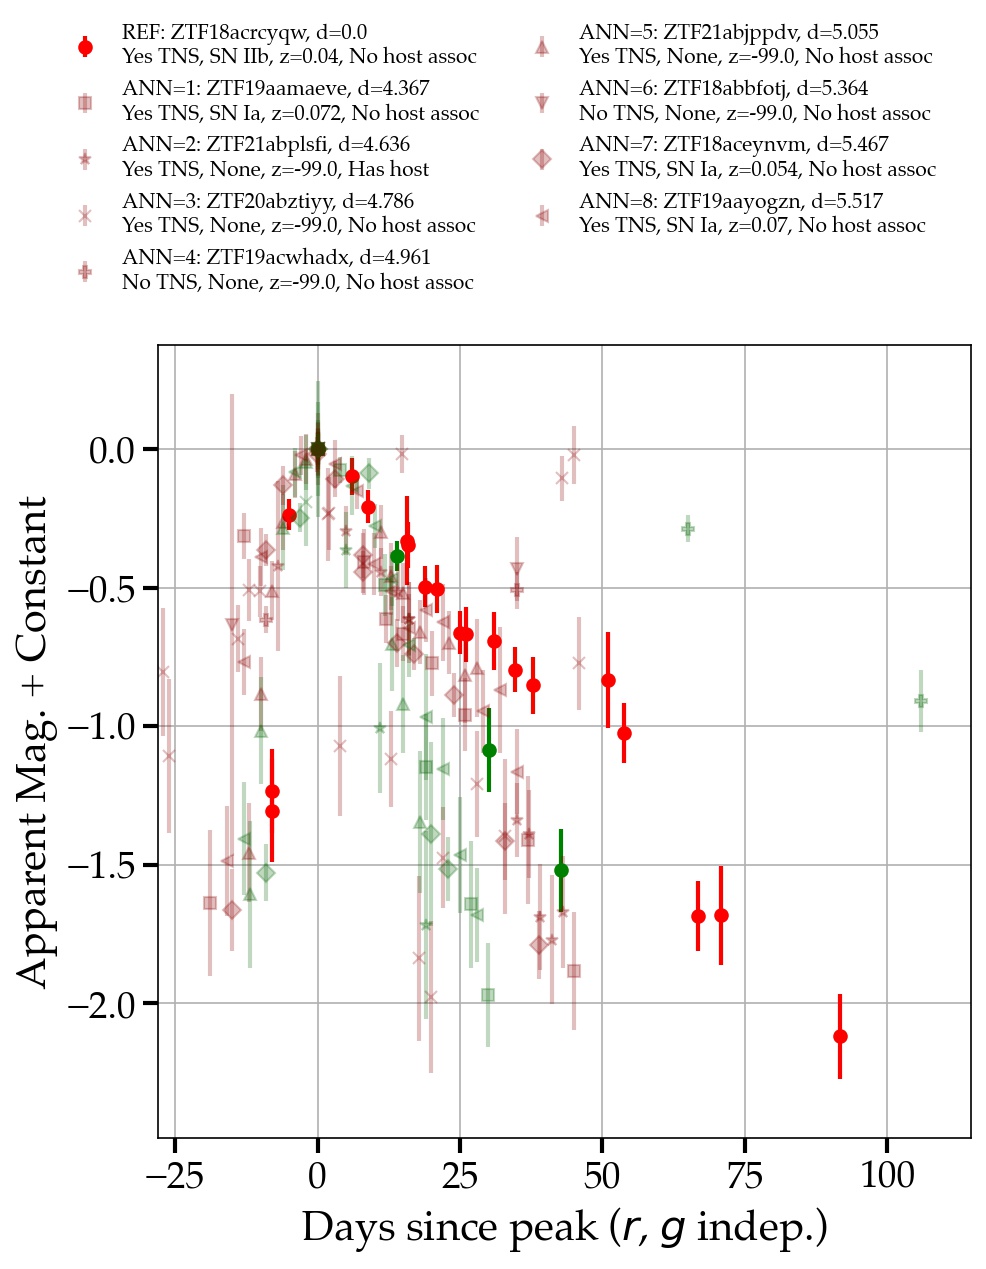 REF: ZTF18acrcyqw, d=0.0
Yes TNS, SN IIb, z=0.04, No host assoc
ANN=1: ZTF19aamaeve, d=4.367
Yes TNS, SN Ia, z=0.072, No host assoc
ANN=2: ZTF21abplsfi, d=4.636
Yes TNS, None, z=-99.0, Has host
ANN=3: ZTF20abztiyy, d=4.786
Yes TNS, None, z=-99.0, No host assoc
ANN=4: ZTF19acwhadx, d=4.961
No TNS, None, z=-99.0, No host assoc
ANN=5: ZTF21abjppdv, d=5.055
Yes TNS, None, z=-99.0, No host assoc
ANN=6: ZTF18abbfotj, d=5.364
No TNS, None, z=-99.0, No host assoc
ANN=7: ZTF18aceynvm, d=5.467
Yes TNS, SN Ia, z=0.054, No host assoc
ANN=8: ZTF19aayogzn, d=5.517
Yes TNS, SN Ia, z=0.07, No host assoc
Apparent Mag. + Constant
0.0
−0.5
−1.0
−1.5
−2.0
−25 0 25 50 75 100
Days since peak (r, g indep.)